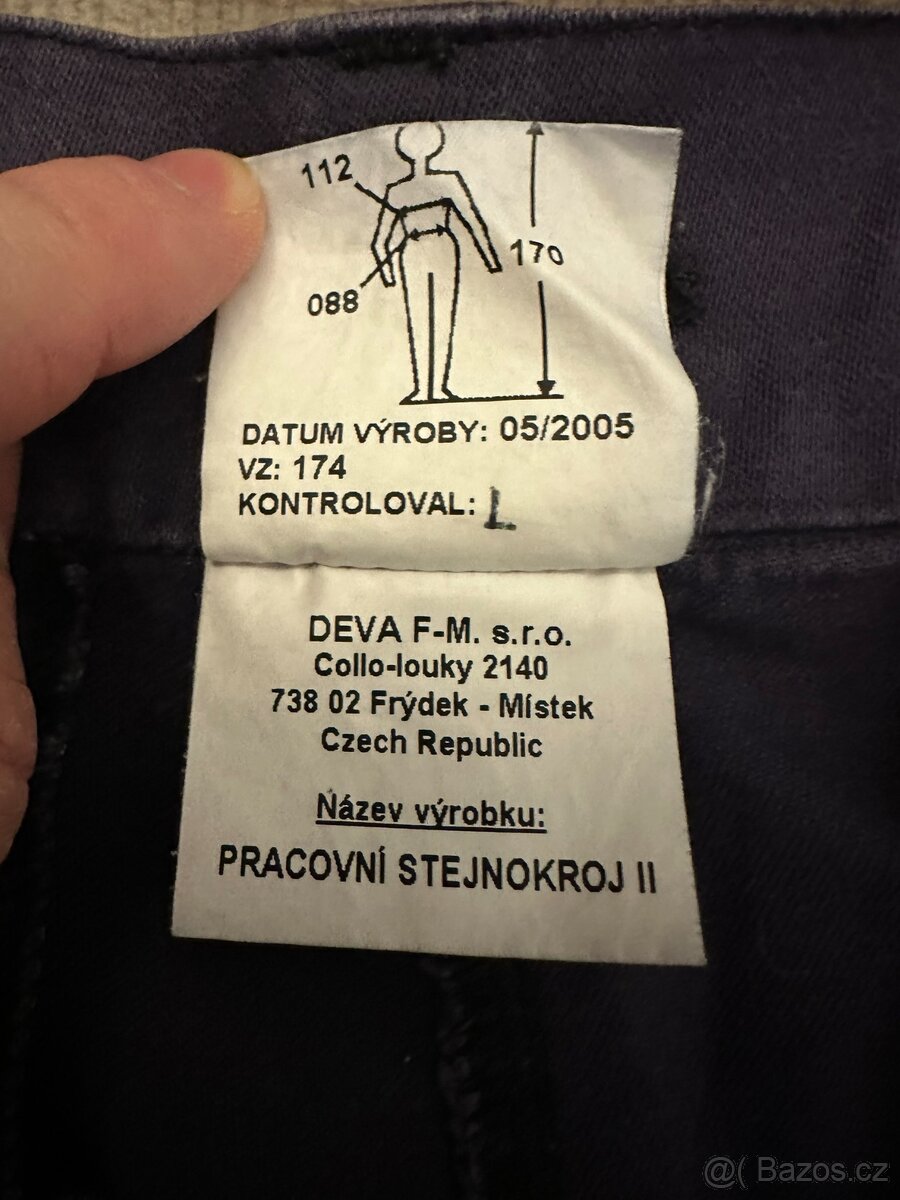 112
170
088
DATUM VÝROBY: 05/2005
VZ: 174
KONTROLOVAL: L
DEVA F-M. s.r.o.
Collo-louky 2140
738 02 Frýdek - Místek
Czech Republic
Název výrobku:
PRACOVNÍ STEJNOKROJ II
@( Bazos.cz